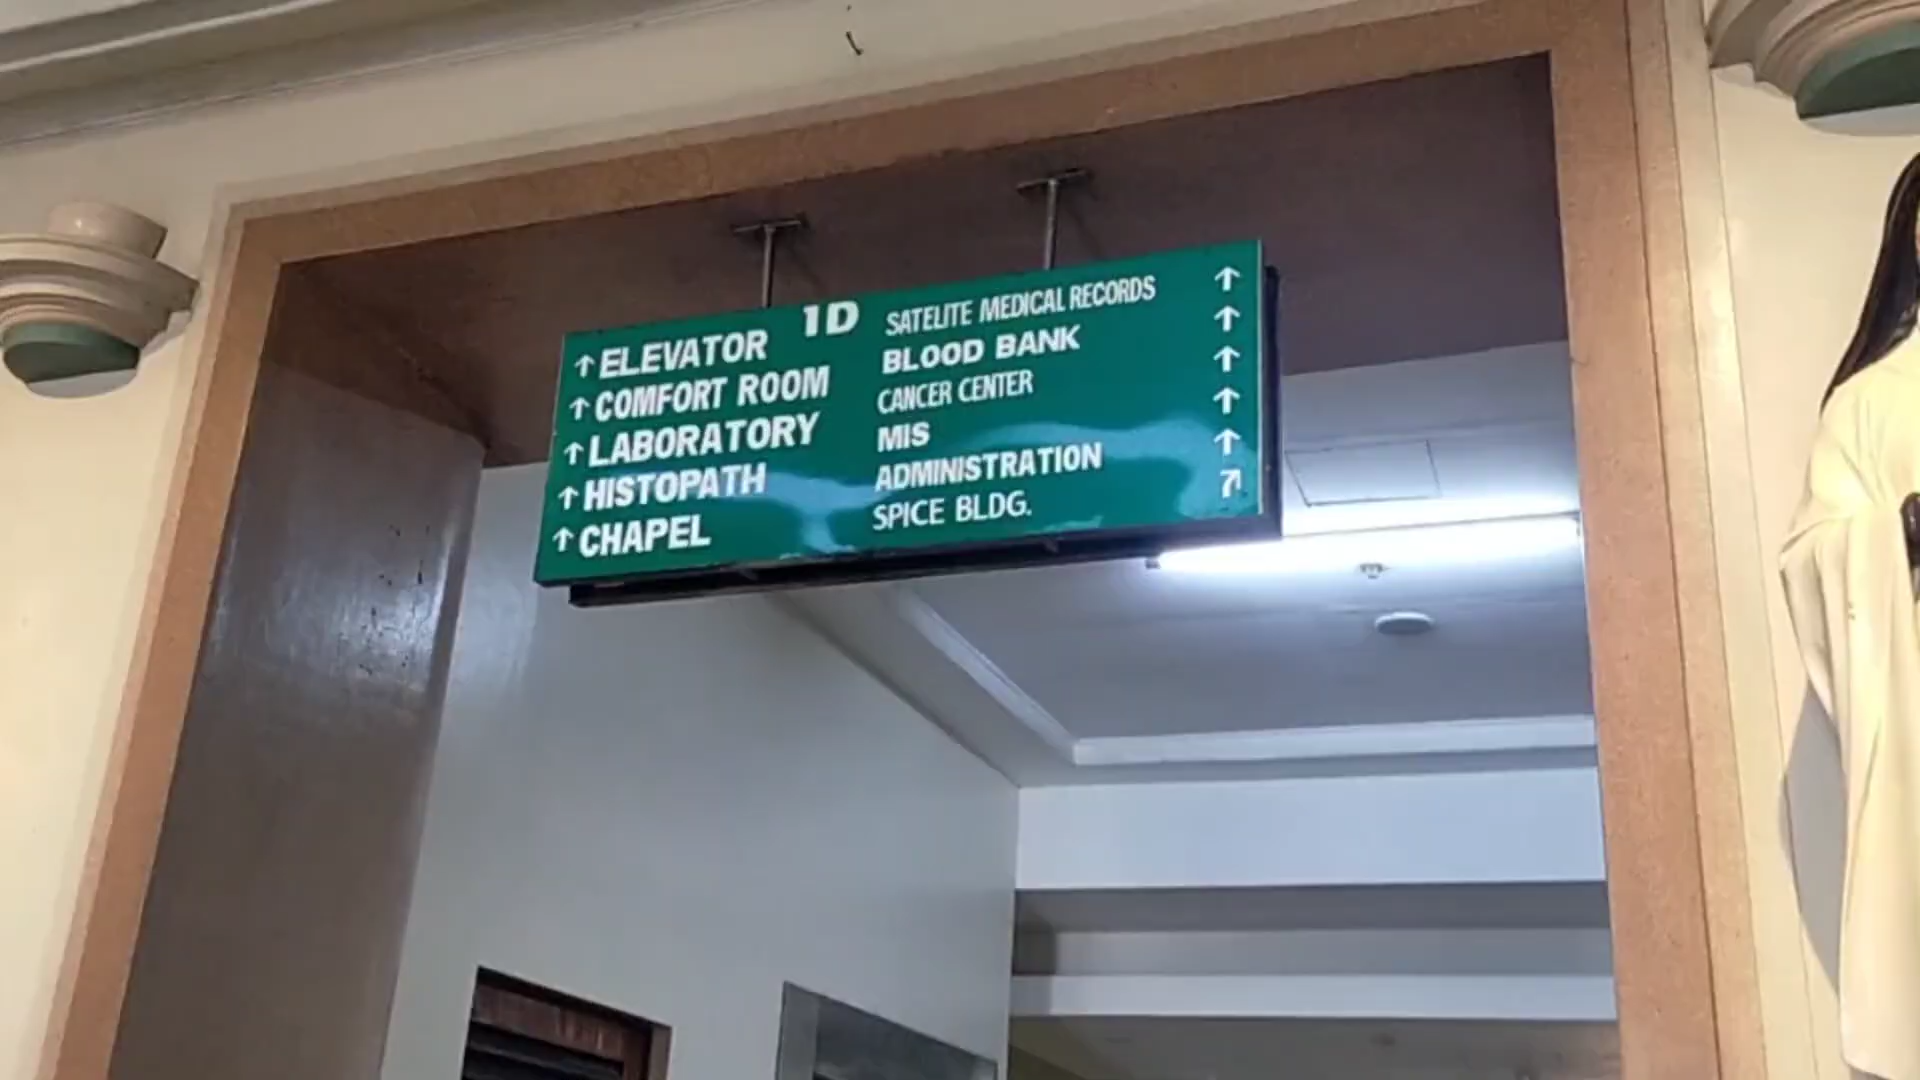 1D
↑ ELEVATOR
↑ COMFORT ROOM
↑ LABORATORY
↑ HISTOPATH
↑ CHAPEL
SATELITE MEDICAL RECORDS ↑
BLOOD BANK ↑
CANCER CENTER ↑
MIS ↑
ADMINISTRATION ↑
SPICE BLDG. ↗